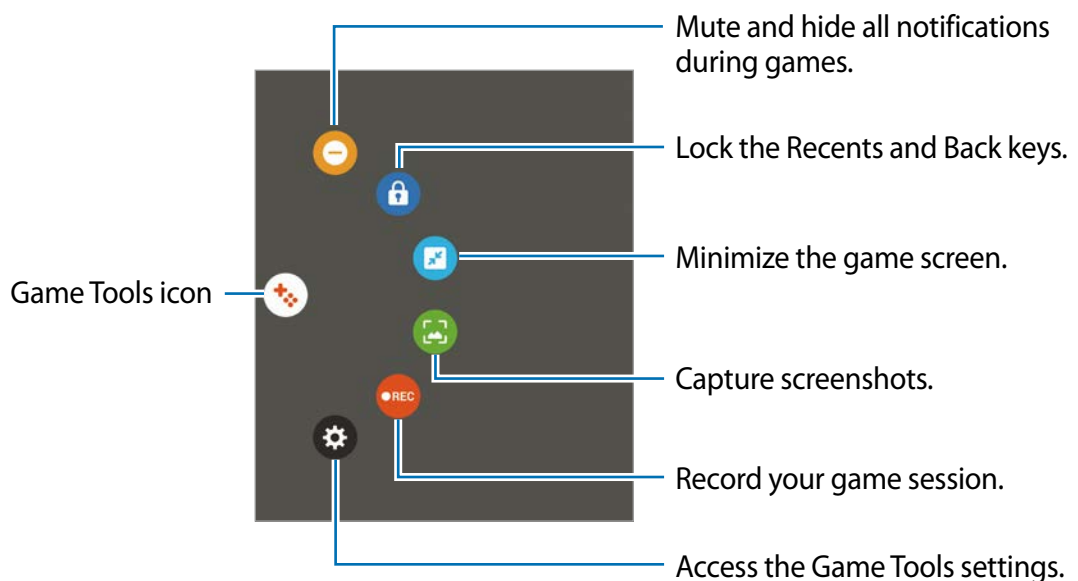 Mute and hide all notifications
during games.
Lock the Recents and Back keys.
Minimize the game screen.
Game Tools icon
Capture screenshots.
REC
Record your game session.
Access the Game Tools settings.